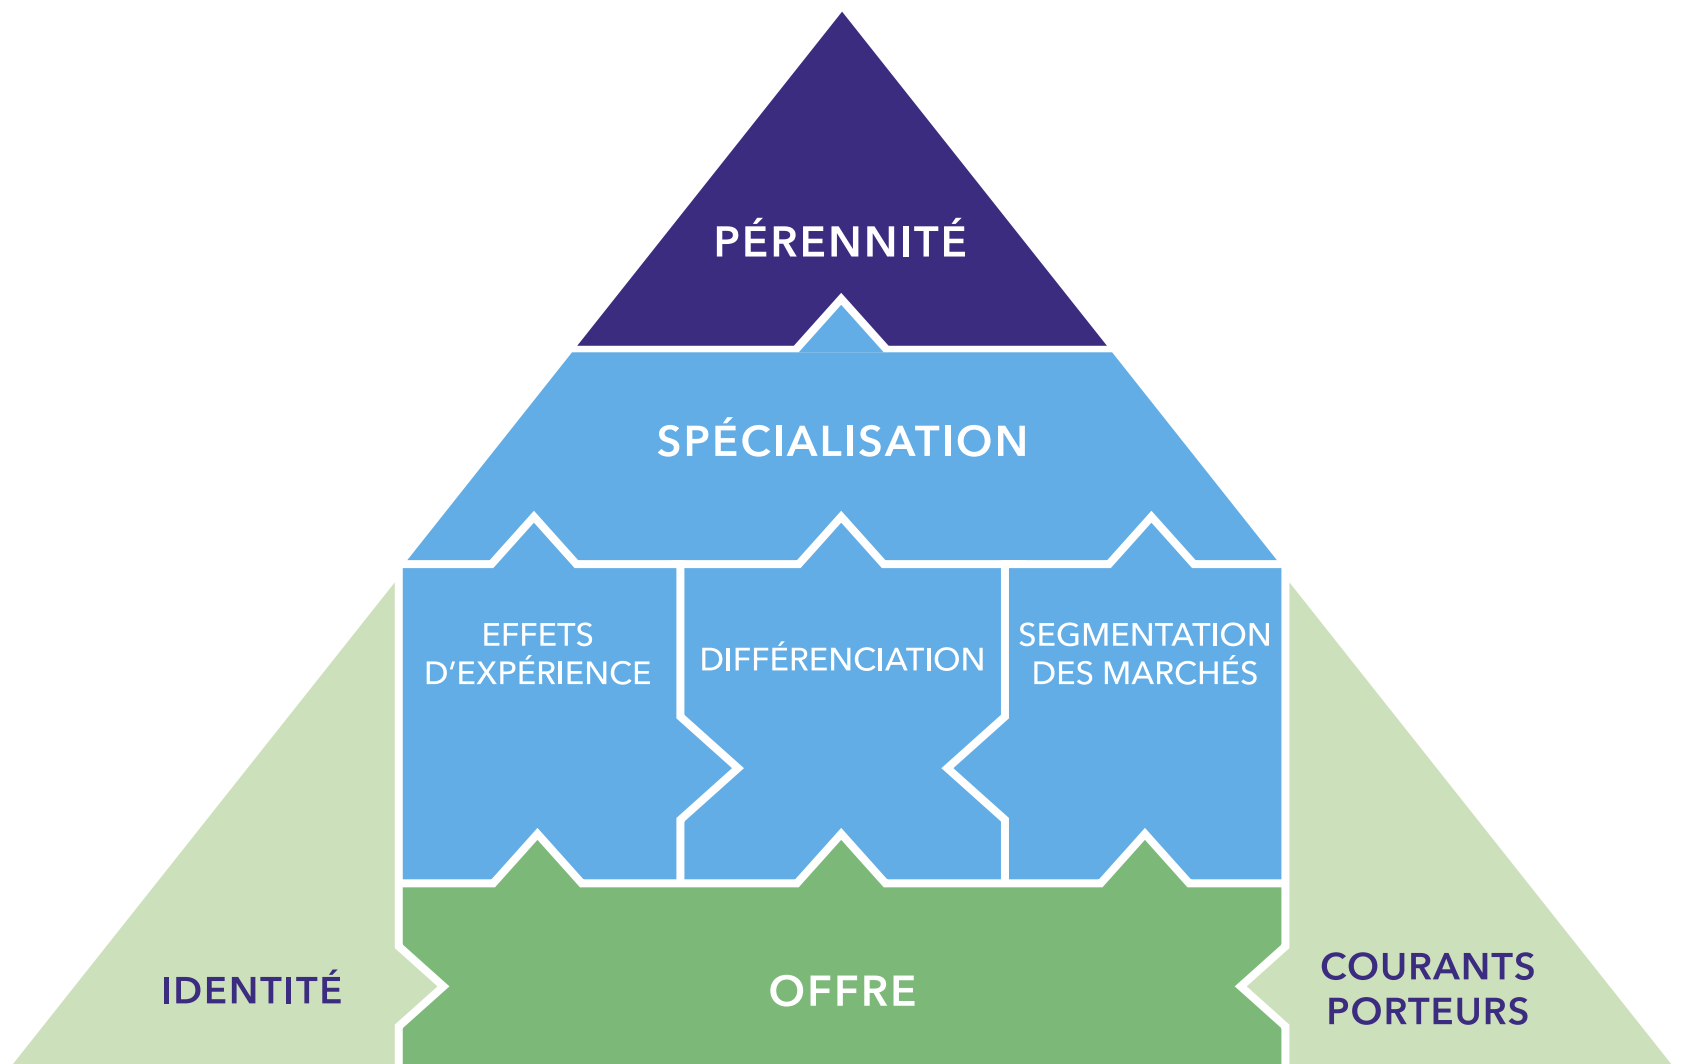 PÉRENNITÉ
SPÉCIALISATION
EFFETS
D’EXPÉRIENCE
DIFFÉRENCIATION
SEGMENTATION
DES MARCHÉS
IDENTITÉ
OFFRE
COURANTS
PORTEURS